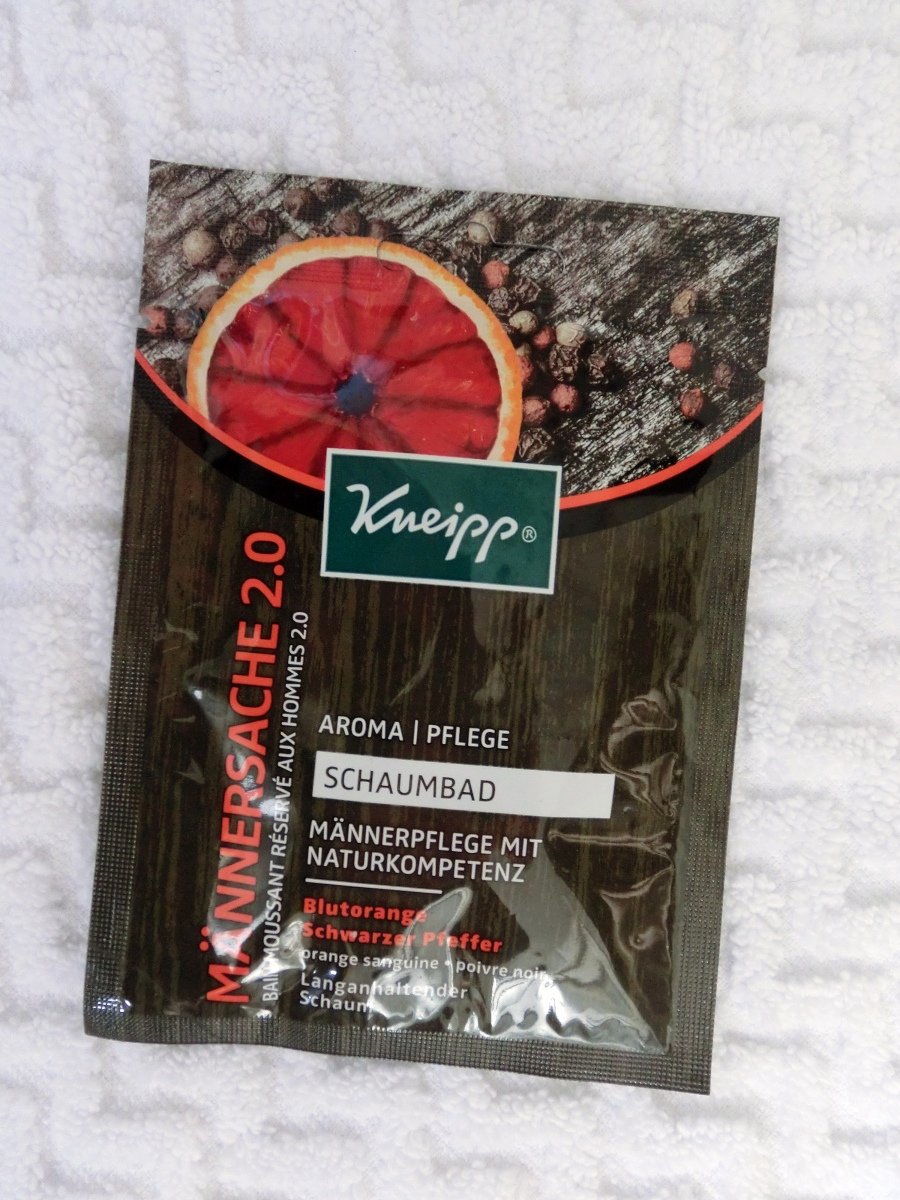 Kneipp®
MÄNNERSACHE 2.0
BAIN MOUSSANT RÉSERVÉ AUX HOMMES 2.0
AROMA | PFLEGE
SCHAUMBAD
MÄNNERPFLEGE MIT
NATURKOMPETENZ
Blutorange
Schwarzer Pfeffer
orange sanguine • poivre noir
Langanhaltender
Schaum